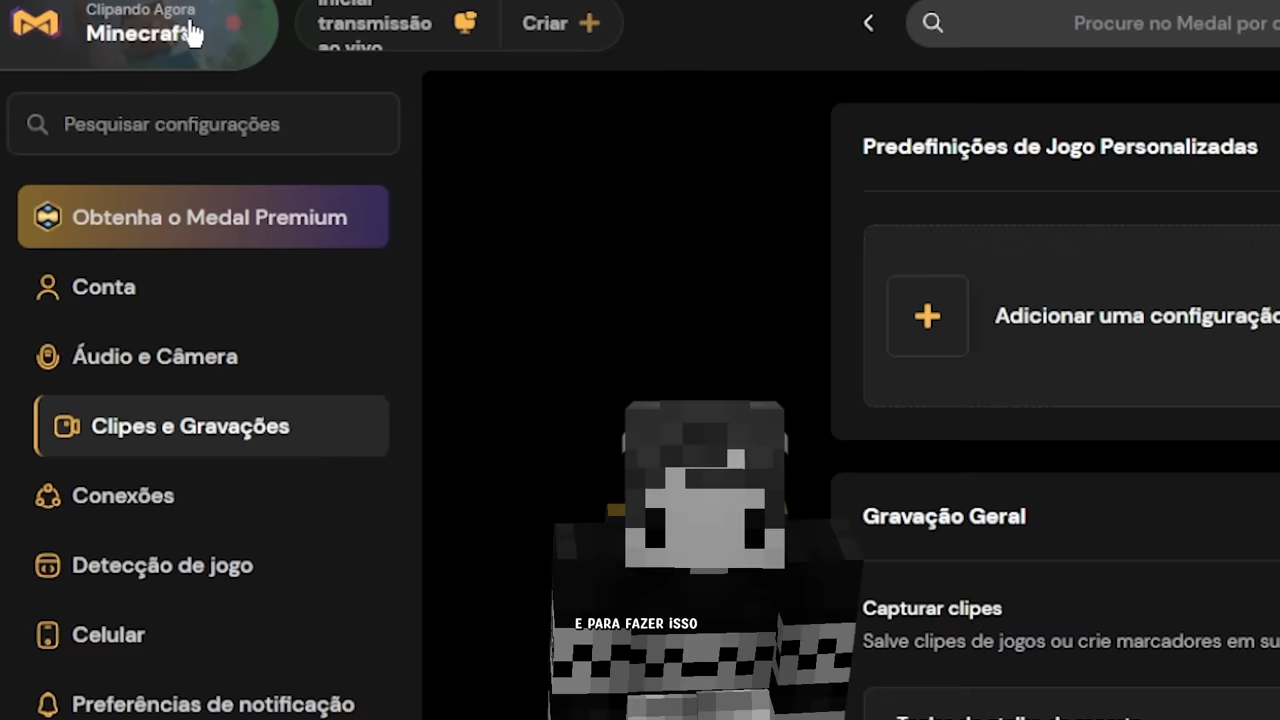 Clipando Agora
Minecraft
Iniciar
transmissão
ao vivo
Criar
Procure no Medal por
Pesquisar configurações
Obtenha o Medal Premium
Conta
Áudio e Câmera
Clipes e Gravações
Conexões
Detecção de jogo
Celular
Preferências de notificação
Predefinições de Jogo Personalizadas
Adicionar uma
Gravação Geral
Capturar clipes
Salve clipes de jogos ou crie marcadores em
E PARA FAZER ISSO